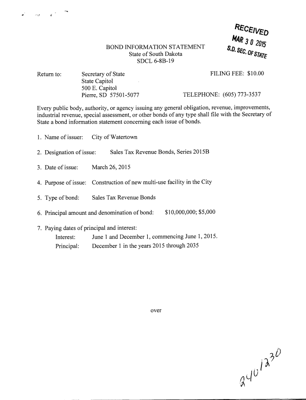 RECEIVED
MAR 30 2015
S.D. SEC. OF STATE
BOND INFORMATION STATEMENT
State of South Dakota
SDCL 6-8B-19
Return to: Secretary of State FILING FEE: $10.00
State Capitol
500 E. Capitol
Pierre, SD 57501-5077 TELEPHONE: (605) 773-3537
Every public body, authority, or agency issuing any general obligation, revenue, improvements,
industrial revenue, special assessment, or other bonds of any type shall file with the Secretary of
State a bond information statement concerning each issue of bonds.
1. Name of issuer: City of Watertown
2. Designation of issue: Sales Tax Revenue Bonds, Series 2015B
3. Date of issue: March 26, 2015
4. Purpose of issue: Construction of new multi-use facility in the City
5. Type of bond: Sales Tax Revenue Bonds
6. Principal amount and denomination of bond: $10,000,000; $5,000
7. Paying dates of principal and interest:
Interest: June 1 and December 1, commencing June 1, 2015.
Principal: December 1 in the years 2015 through 2035
over
2401230